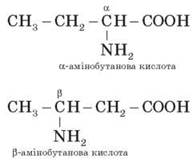 α
CH₃ – CH₂ – CH – COOH
NH₂
α-амінобутанова кислота
β
CH₃ – CH – CH₂ – COOH
NH₂
β-амінобутанова кислота